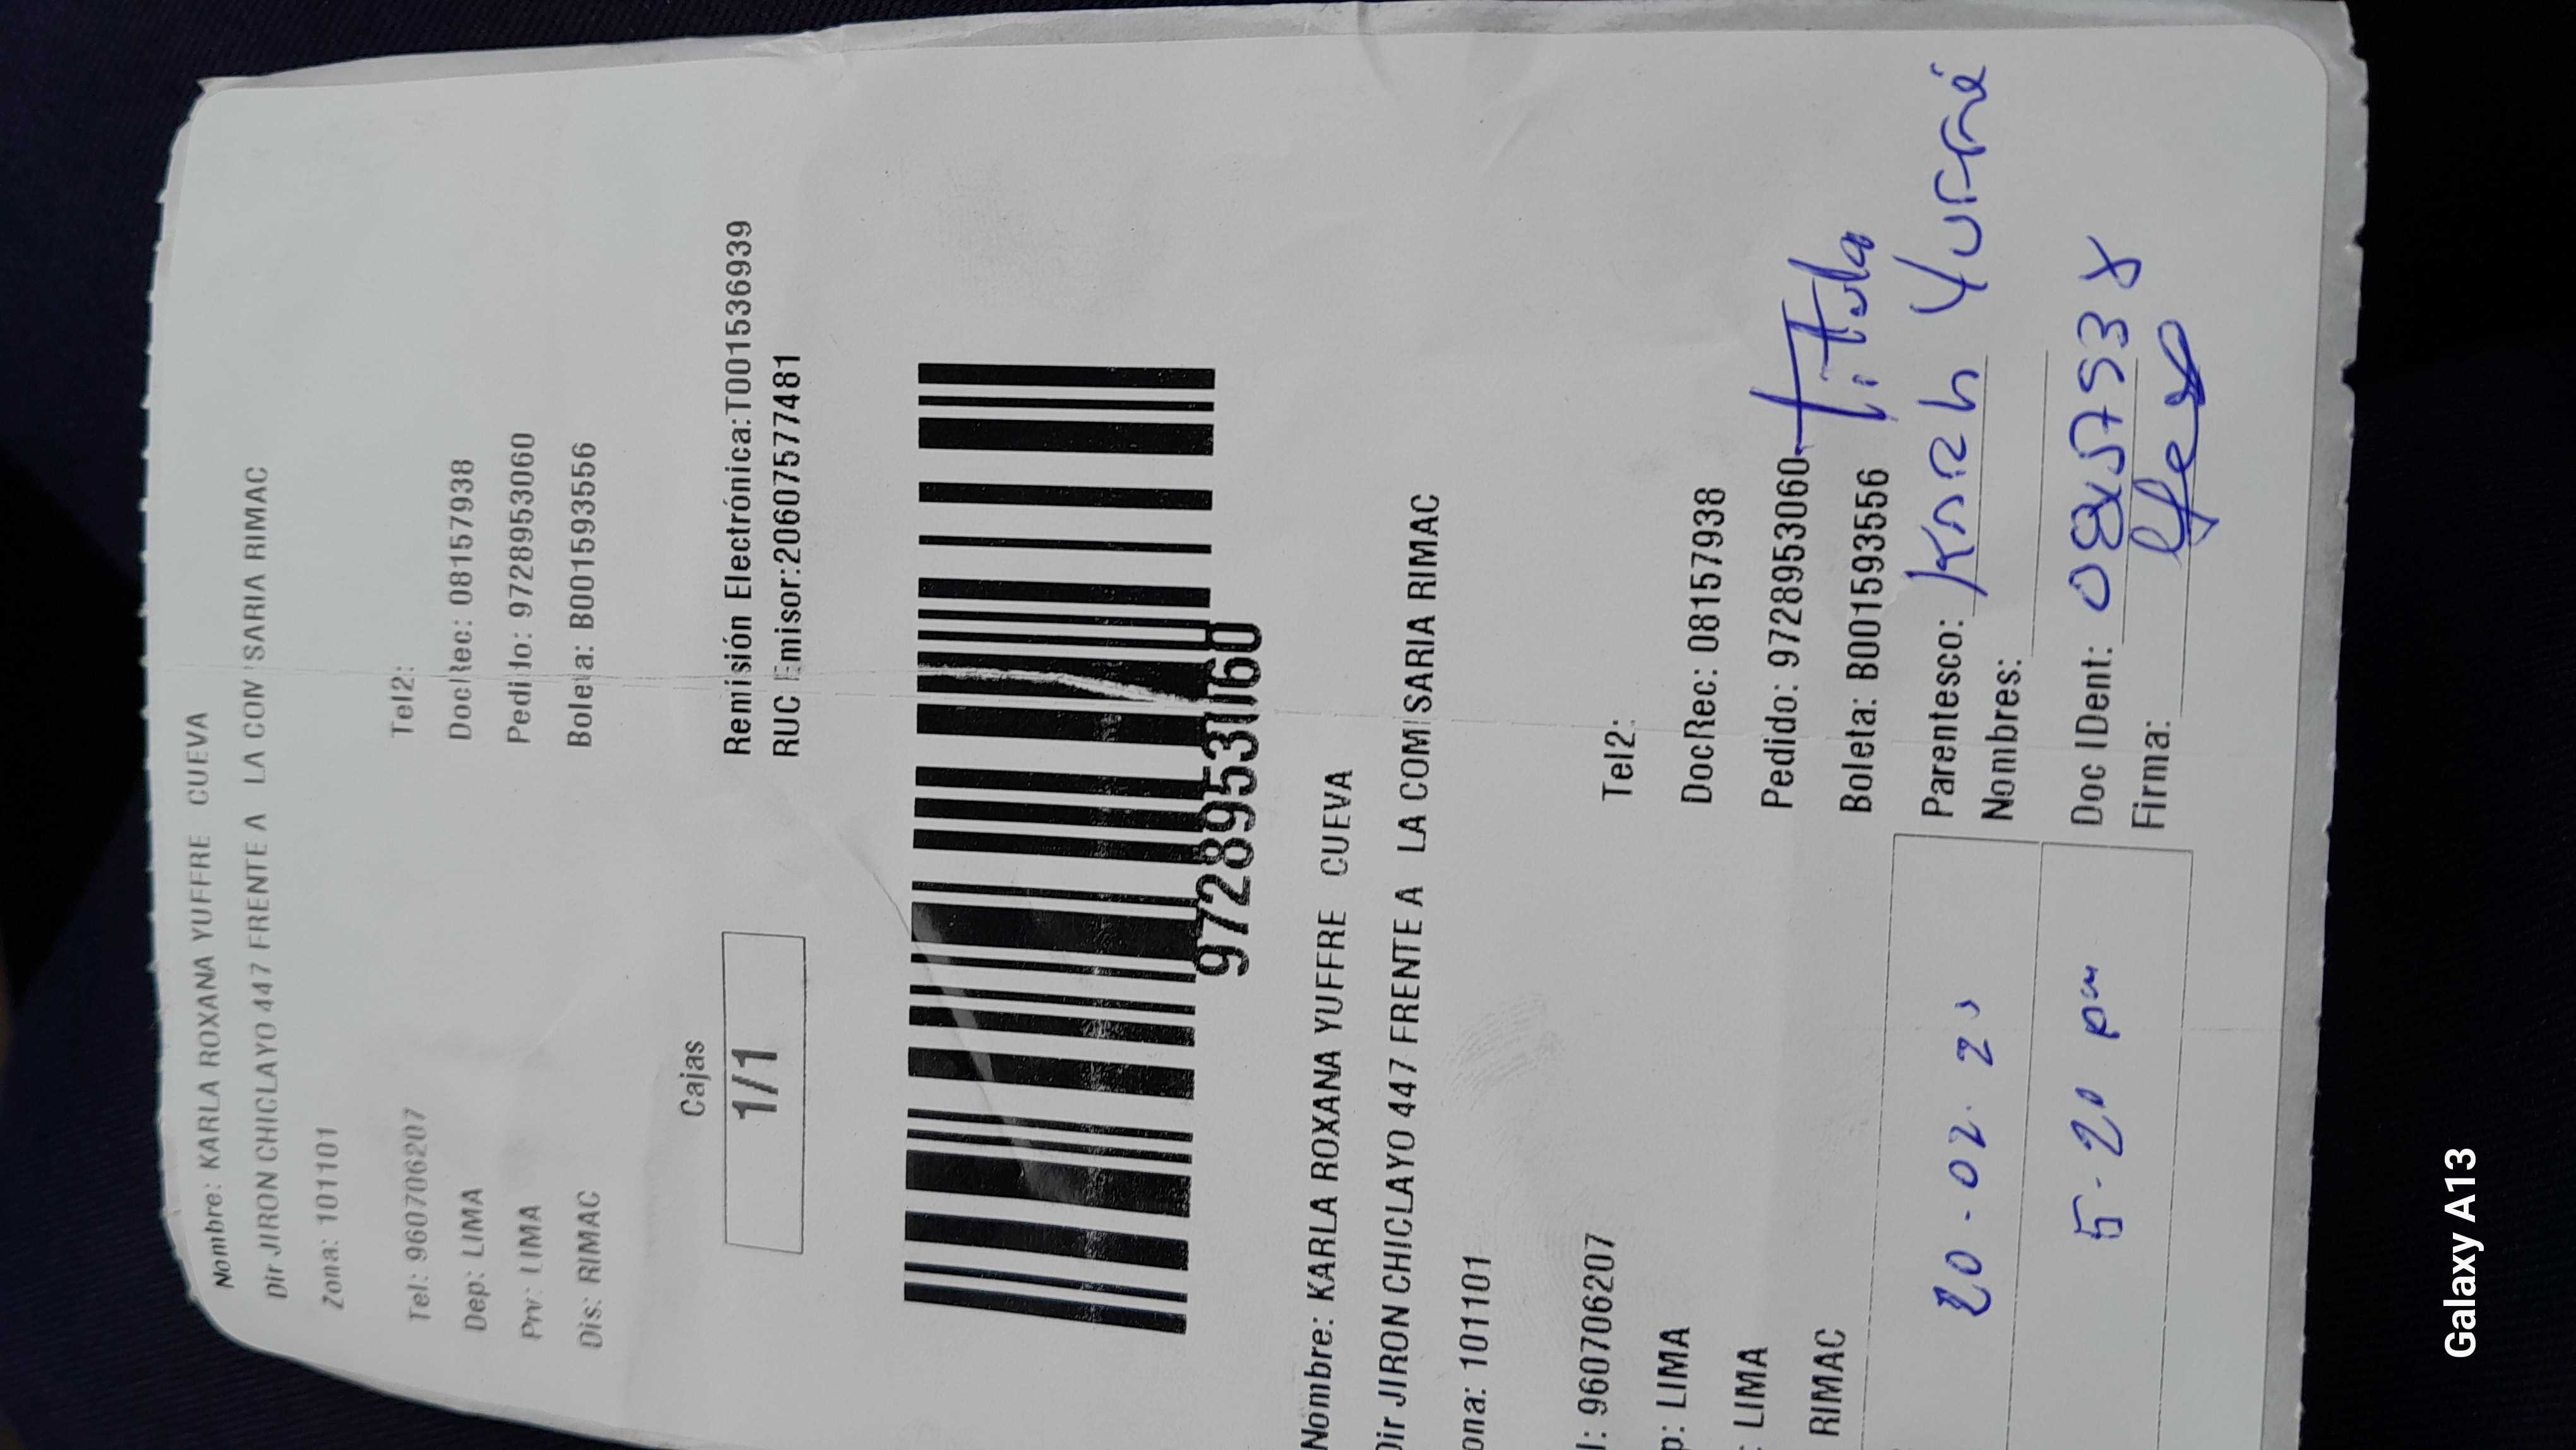 Nombre: KARLA ROXANA YUFFRE CUEVA
Dir JIRON CHICLAYO 447 FRENTE A LA COMISARIA RIMAC
Zona: 101101
Tel: 960706207 Tel2:
Dep: LIMA DocRec: 08157938
Prv: LIMA Pedido: 9728953060
Dis: RIMAC Boleta: B001593556
Cajas
1/1
Remisión Electrónica:T001536939
RUC Emisor:20607577481
9728953060
Nombre: KARLA ROXANA YUFFRE CUEVA
Dir JIRON CHICLAYO 447 FRENTE A LA COMISARIA RIMAC
ona: 101101
l: 960706207 Tel2:
p: LIMA DocRec: 08157938
: LIMA Pedido: 9728953060
RIMAC Boleta: B001593556
Titula
20-02-23 Parentesco: Karla Yuffré
Nombres:
5-20 pm Doc IDent:
Firma:
Galaxy A13